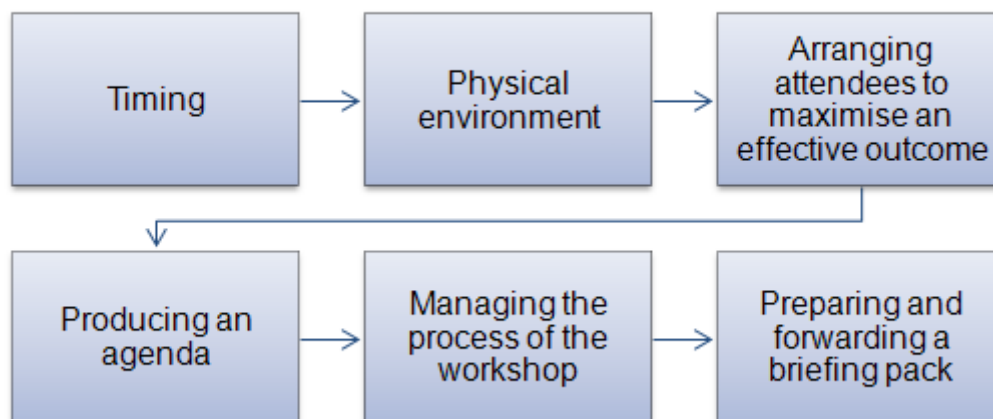 Timing
Physical
environment
Arranging
attendees to
maximise an
effective outcome
Producing an
agenda
Managing the
process of the
workshop
Preparing and
forwarding a
briefing pack